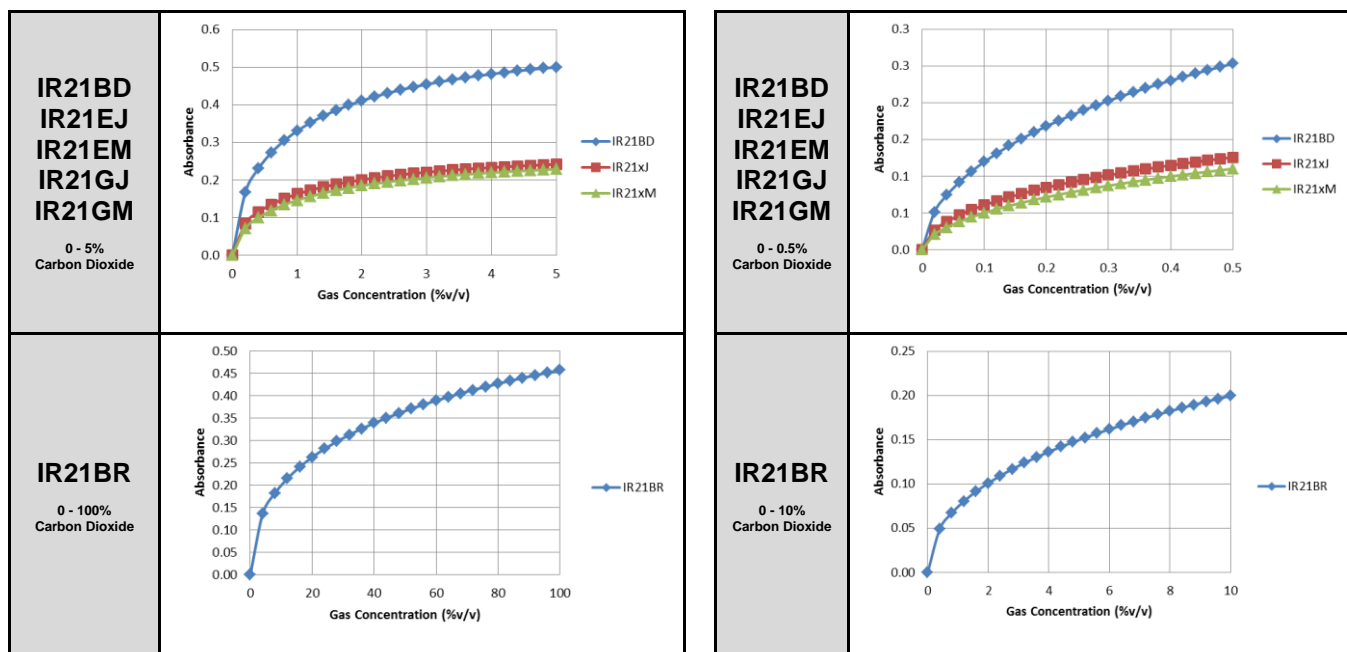 IR21BD
IR21EJ
IR21EM
IR21GJ
IR21GM
0 - 5%
Carbon Dioxide
0.6
0.5
0.4
0.3
0.2
0.1
0.0
Absorbance
0 1 2 3 4 5
Gas Concentration (%v/v)
IR21BD
IR21xJ
IR21xM
IR21BD
IR21EJ
IR21EM
IR21GJ
IR21GM
0 - 0.5%
Carbon Dioxide
0.3
0.3
0.2
0.2
0.1
0.1
0.0
Absorbance
0 0.1 0.2 0.3 0.4 0.5
Gas Concentration (%v/v)
IR21BD
IR21xJ
IR21xM
IR21BR
0 - 100%
Carbon Dioxide
0.50
0.45
0.40
0.35
0.30
0.25
0.20
0.15
0.10
0.05
0.00
Absorbance
0 20 40 60 80 100
Gas Concentration (%v/v)
IR21BR
IR21BR
0 - 10%
Carbon Dioxide
0.25
0.20
0.15
0.10
0.05
0.00
Absorbance
0 2 4 6 8 10
Gas Concentration (%v/v)
IR21BR